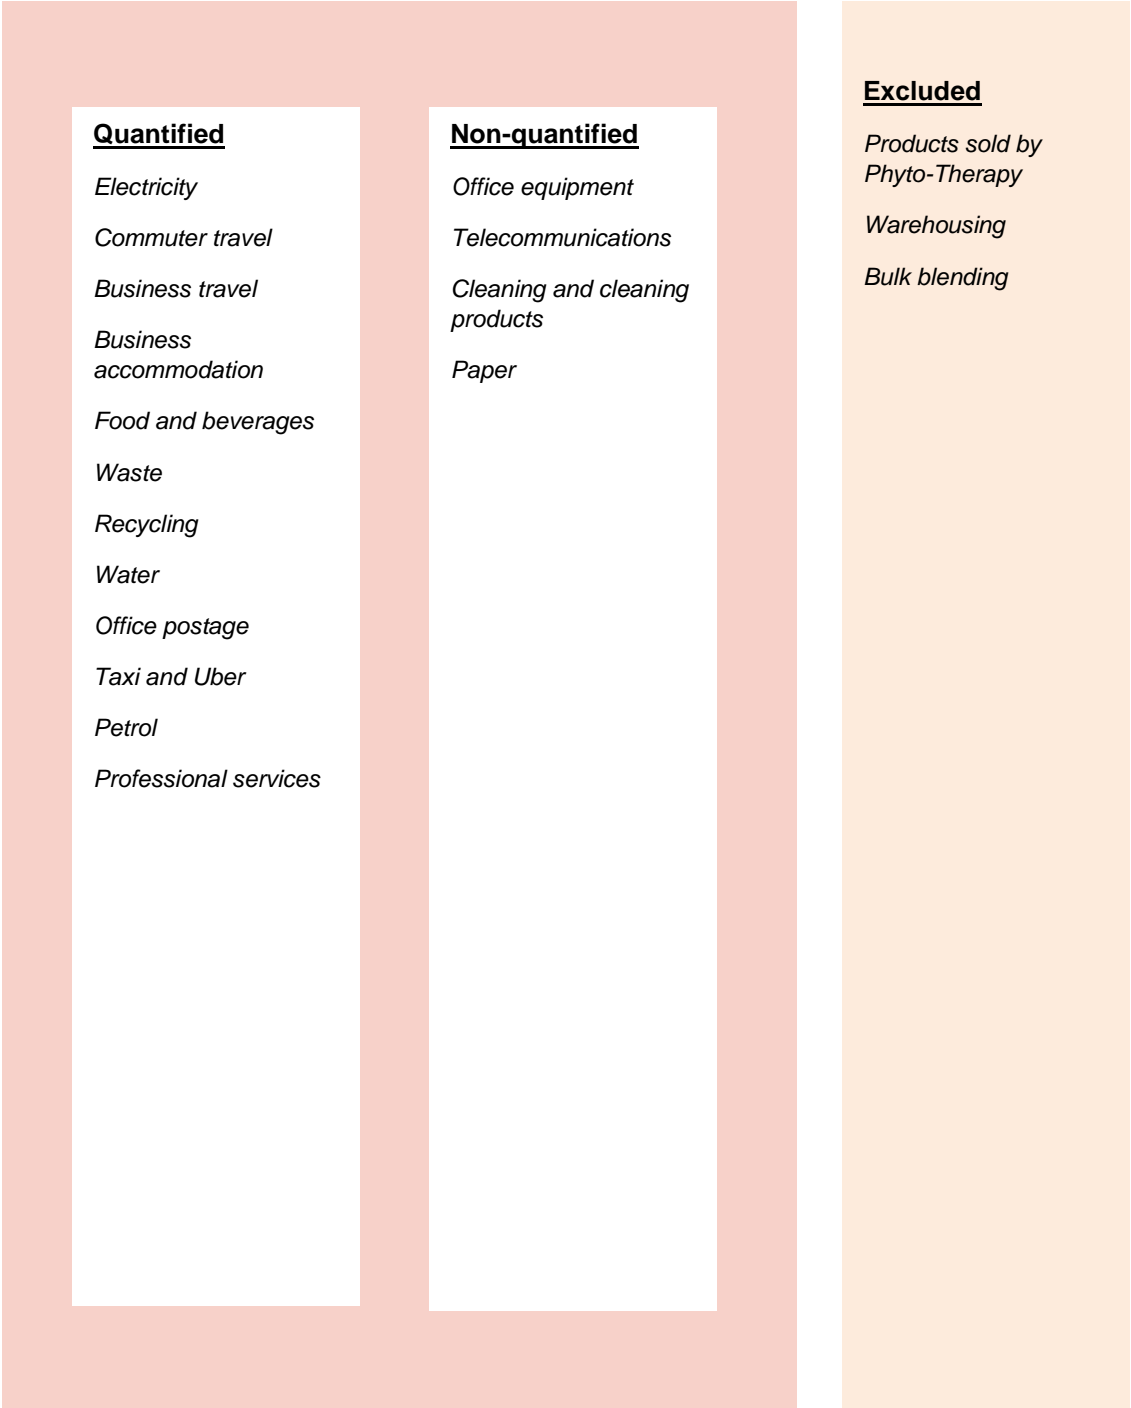 Quantified
Electricity
Commuter travel
Business travel
Business
accommodation
Food and beverages
Waste
Recycling
Water
Office postage
Taxi and Uber
Petrol
Professional services
Non-quantified
Office equipment
Telecommunications
Cleaning and cleaning
products
Paper
Excluded
Products sold by
Phyto-Therapy
Warehousing
Bulk blending